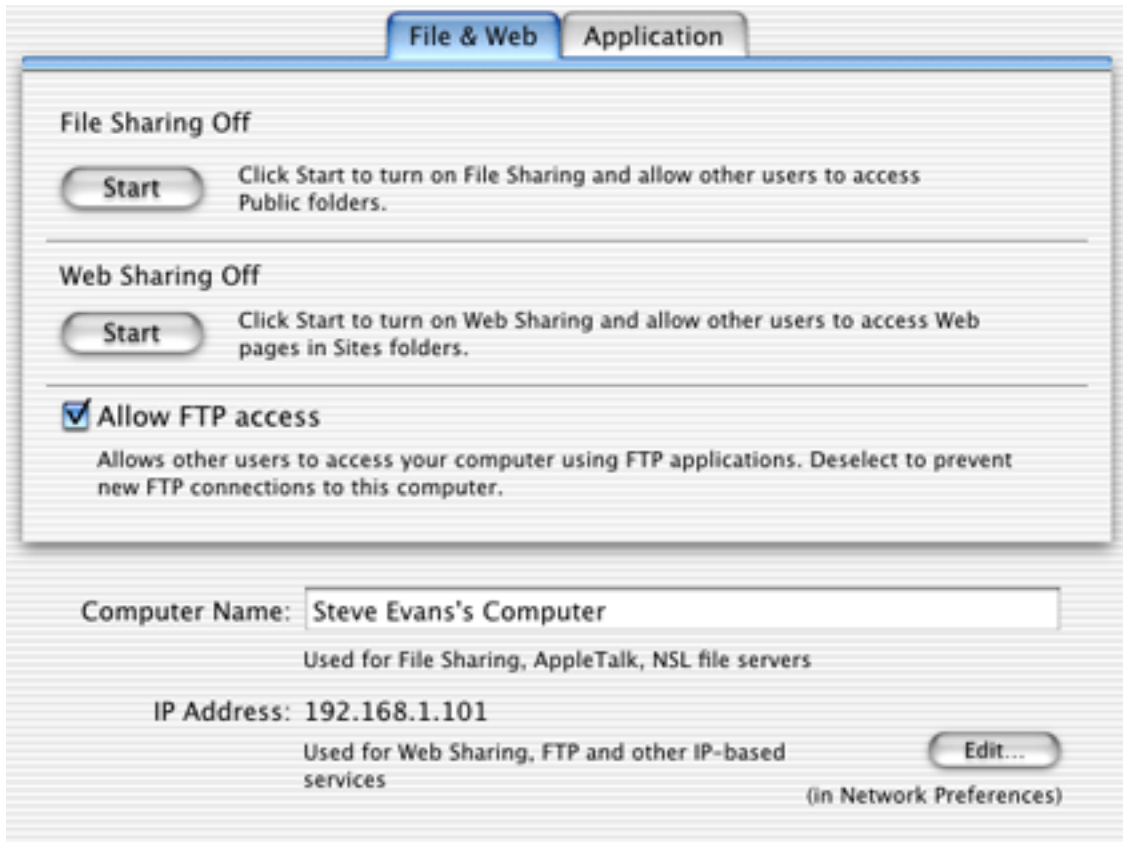 File & Web
Application
File Sharing Off
Start
Click Start to turn on File Sharing and allow other users to access
Public folders.
Web Sharing Off
Start
Click Start to turn on Web Sharing and allow other users to access Web
pages in Sites folders.
Allow FTP access
Allows other users to access your computer using FTP applications. Deselect to prevent
new FTP connections to this computer.
Computer Name: Steve Evans's Computer
Used for File Sharing, AppleTalk, NSL file servers
IP Address: 192.168.1.101
Used for Web Sharing, FTP and other IP-based
services
Edit...
(in Network Preferences)